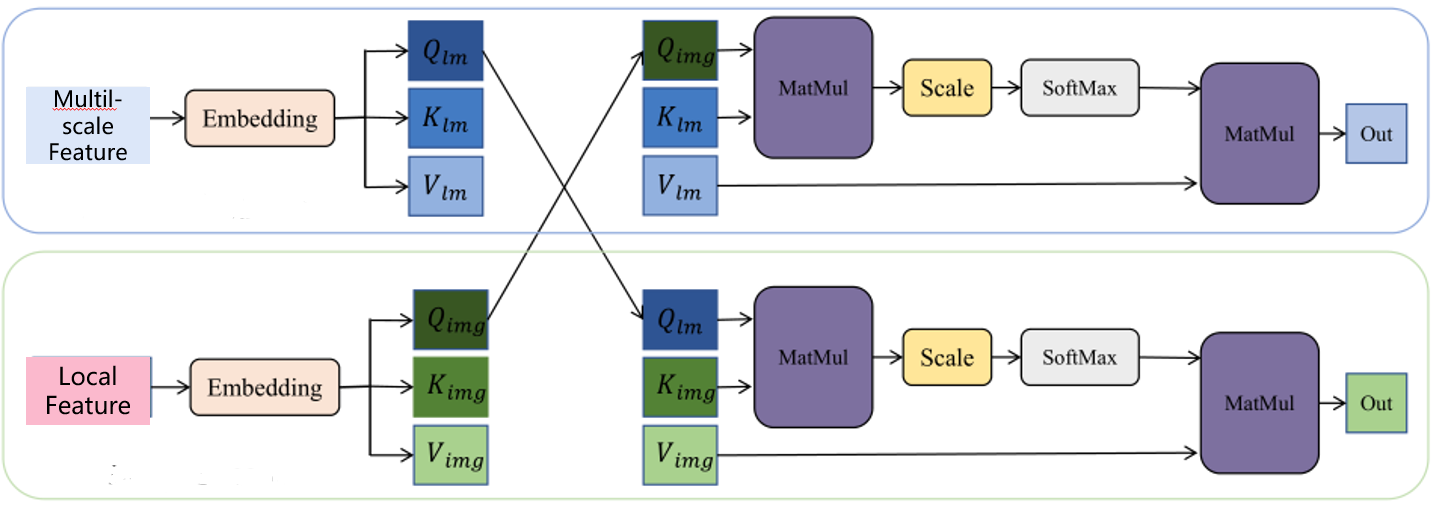 Multil-
scale
Feature
Embedding
Q_lm
K_lm
V_lm
Q_img
K_lm
V_lm
MatMul
Scale
SoftMax
MatMul
Out
Local
Feature
Embedding
Q_img
K_img
V_img
Q_lm
K_img
V_img
MatMul
Scale
SoftMax
MatMul
Out